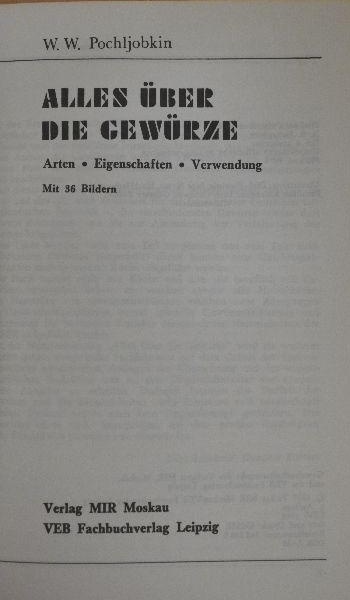 W. W. Pochljobkin
ALLES ÜBER
DIE GEWÜRZE
Arten • Eigenschaften • Verwendung
Mit 36 Bildern
Verlag MIR Moskau
VEB Fachbuchverlag Leipzig